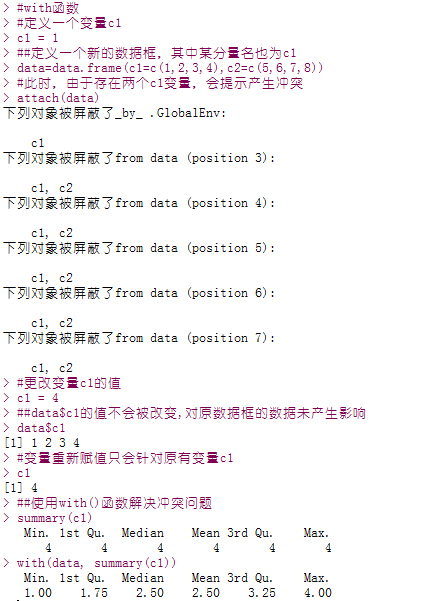 > #with函数
> #定义一个变量c1
> c1 = 1
> ##定义一个新的数据框，其中某分量名也为c1
> data=data.frame(c1=c(1,2,3,4),c2=c(5,6,7,8))
> #此时，由于存在两个c1变量，会提示产生冲突
> attach(data)
下列对象被屏蔽了_by_ .GlobalEnv:

    c1
下列对象被屏蔽了from data (position 3):

    c1, c2
下列对象被屏蔽了from data (position 4):

    c1, c2
下列对象被屏蔽了from data (position 5):

    c1, c2
下列对象被屏蔽了from data (position 6):

    c1, c2
下列对象被屏蔽了from data (position 7):

    c1, c2
> #更改变量c1的值
> c1 = 4
> ##data$c1的值不会被改变,对原数据框的数据未产生影响
> data$c1
[1] 1 2 3 4
> #变量重新赋值只会针对原有变量c1
> c1
[1] 4
> ##使用with()函数解决冲突问题
> summary(c1)
   Min. 1st Qu.  Median    Mean 3rd Qu.    Max.
      4       4       4       4       4       4
> with(data, summary(c1))
   Min. 1st Qu.  Median    Mean 3rd Qu.    Max.
   1.00    1.75    2.50    2.50    3.25    4.00